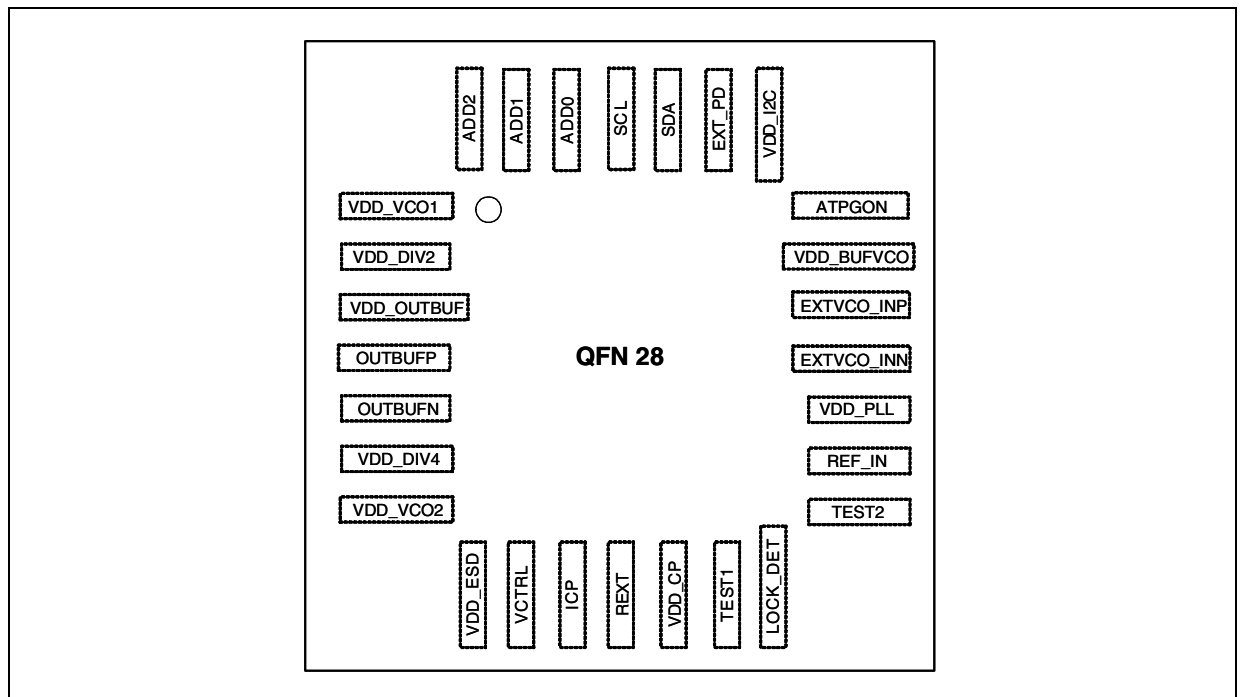 ADD2
ADD1
ADD0
SCL
SDA
EXT_PD
VDD_I2C
VDD_VCO1
ATPGON
VDD_DIV2
VDD_BUFVCO
VDD_OUTBUF
EXTVCO_INP
OUTBUFP
QFN 28
EXTVCO_INN
OUTBUFN
VDD_PLL
VDD_DIV4
REF_IN
VDD_VCO2
TEST2
VDD_ESD
VCTRL
ICP
REXT
VDD_CP
TEST1
LOCK_DET